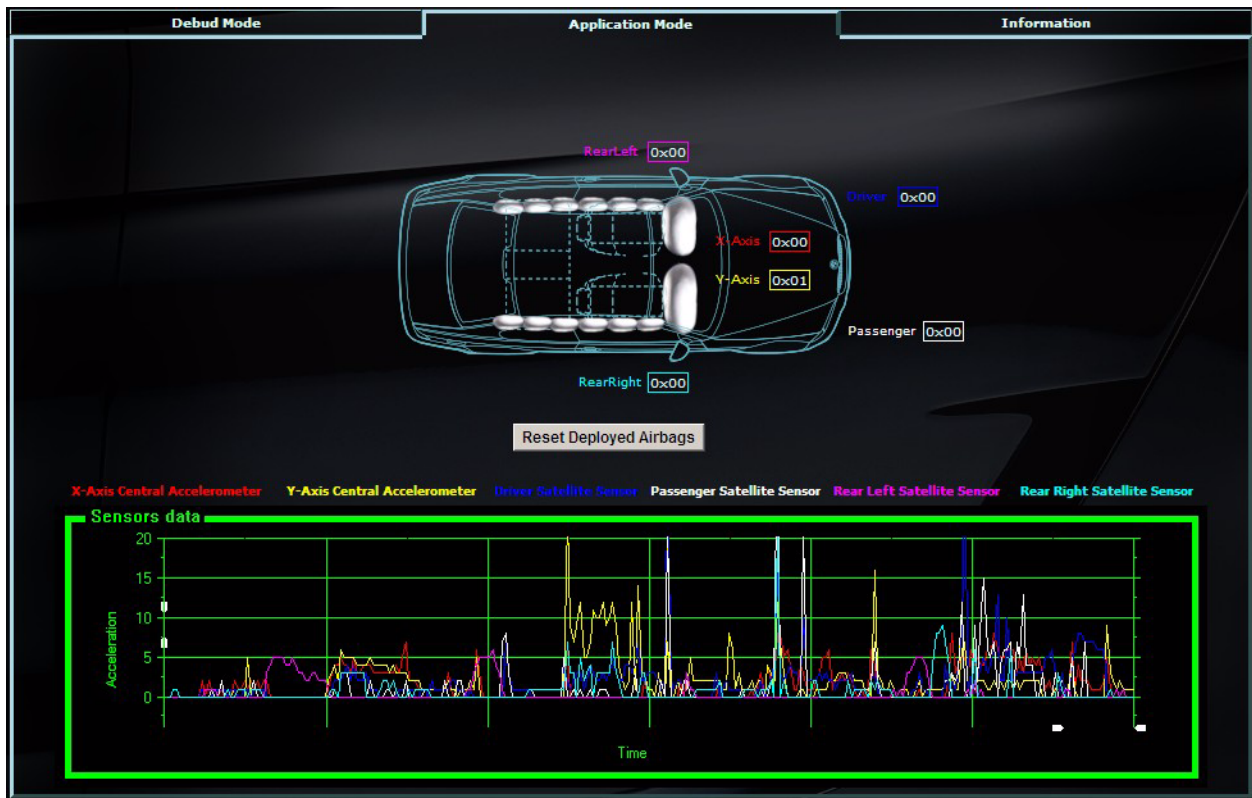 Debud Mode Application Mode Information
RearLeft 0x00
Driver 0x00
X-Axis 0x00
Y-Axis 0x01
Passenger 0x00
RearRight 0x00
Reset Deployed Airbags
X-Axis Central Accelerometer Y-Axis Central Accelerometer Driver Satellite Sensor Passenger Satellite Sensor Rear Left Satellite Sensor Rear Right Satellite Sensor
Sensors data
20
15
10
5
0
Acceleration
Time